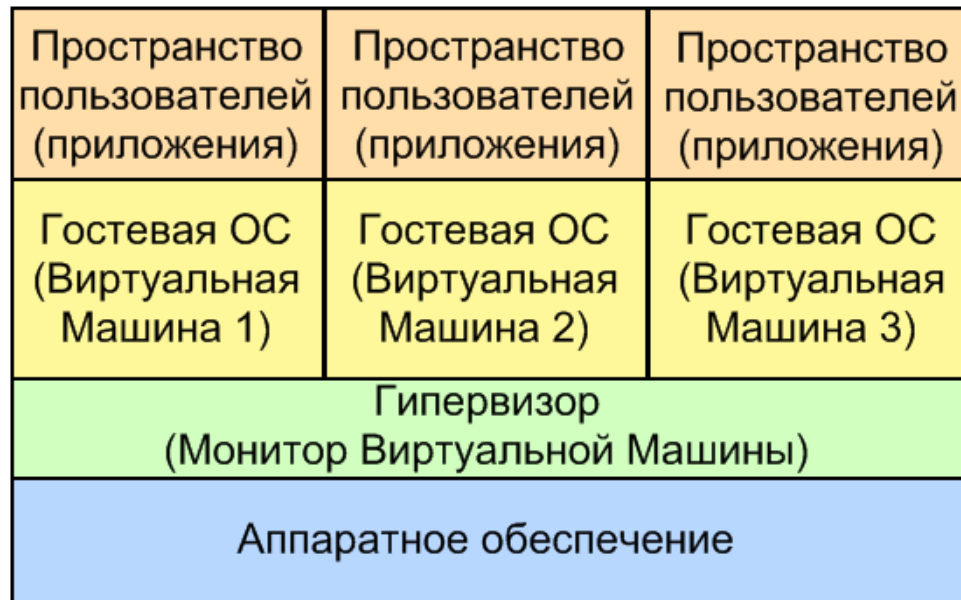 Пространство
пользователей
(приложения)
Пространство
пользователей
(приложения)
Пространство
пользователей
(приложения)
Гостевая ОС
(Виртуальная
Машина 1)
Гостевая ОС
(Виртуальная
Машина 2)
Гостевая ОС
(Виртуальная
Машина 3)
Гипервизор
(Монитор Виртуальной Машины)
Аппаратное обеспечение